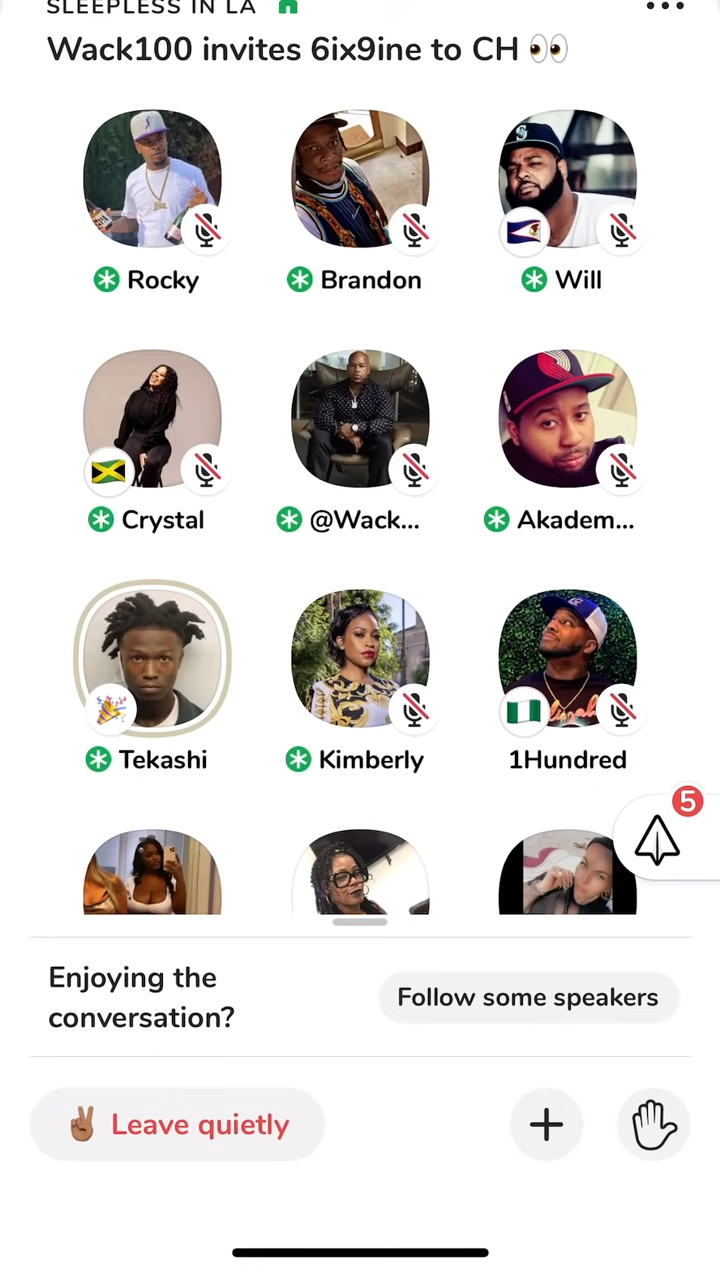 SLEEPLESS IN LA
Wack100 invites 6ix9ine to CH 👀
Rocky
Brandon
Will
Crystal
@Wack...
Akadem...
Tekashi
Kimberly
1Hundred
5
Enjoying the
conversation?
Follow some speakers
✌🏽 Leave quietly